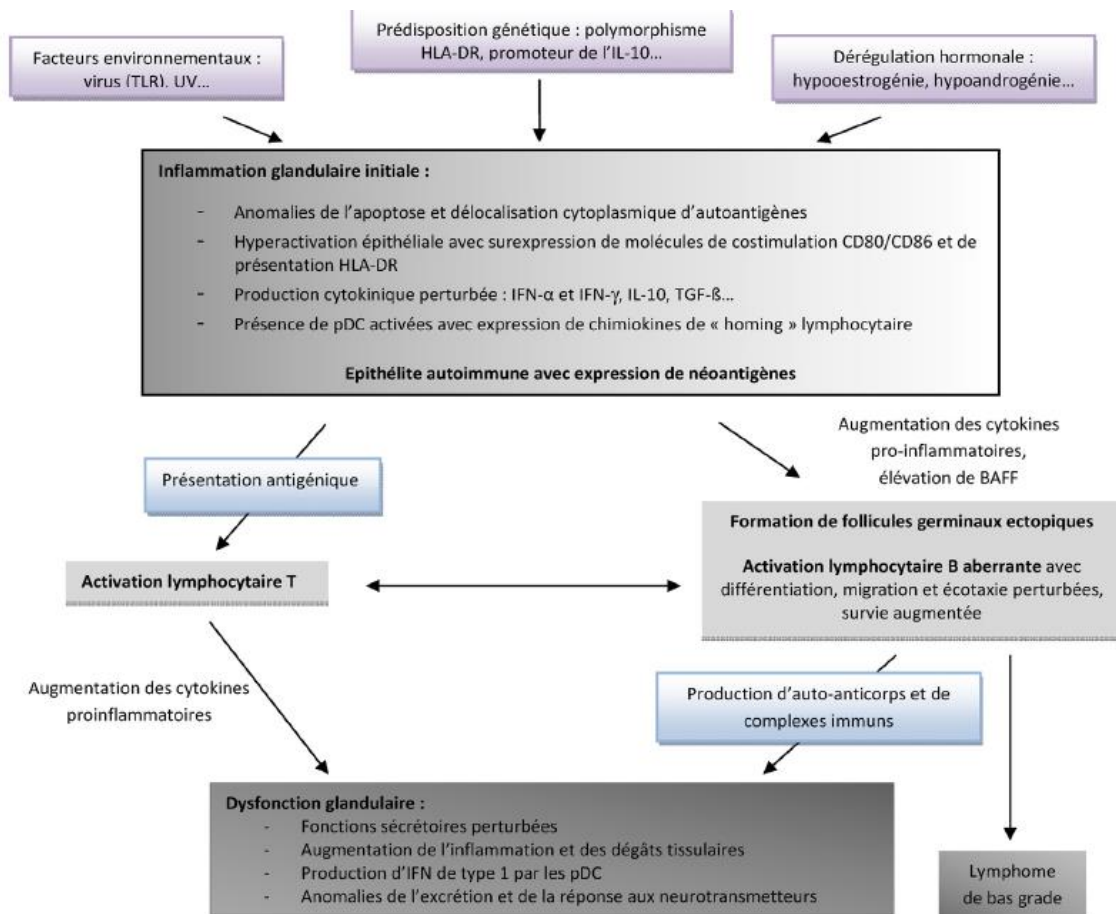 Facteurs environnementaux :
virus (TLR), UV...
Prédisposition génétique : polymorphisme
HLA-DR, promoteur de l'IL-10...
Dérégulation hormonale :
hypooestrogénie, hypoandrogénie...
Inflammation glandulaire initiale :
- Anomalies de l'apoptose et délocalisation cytoplasmique d'autoantigènes
- Hyperactivation épithéliale avec surexpression de molécules de costimulation CD80/CD86 et de
présentation HLA-DR
- Production cytokinique perturbée : IFN-α et IFN-γ, IL-10, TGF-ß...
- Présence de pDC activées avec expression de chimiokines de « homing » lymphocytaire
Epithélite autoimmune avec expression de néoantigènes
Augmentation des cytokines
pro-inflammatoires,
élévation de BAFF
Présentation antigénique
Formation de follicules germinaux ectopiques
Activation lymphocytaire B aberrante avec
différentiation, migration et écotaxie perturbées,
survie augmentée
Activation lymphocytaire T
Augmentation des cytokines
proinflammatoires
Production d'auto-anticorps et de
complexes immuns
Dysfonction glandulaire :
- Fonctions sécrétoires perturbées
- Augmentation de l'inflammation et des dégâts tissulaires
- Production d'IFN de type 1 par les pDC
- Anomalies de l'excrétion et de la réponse aux neurotransmetteurs
Lymphome
de bas grade